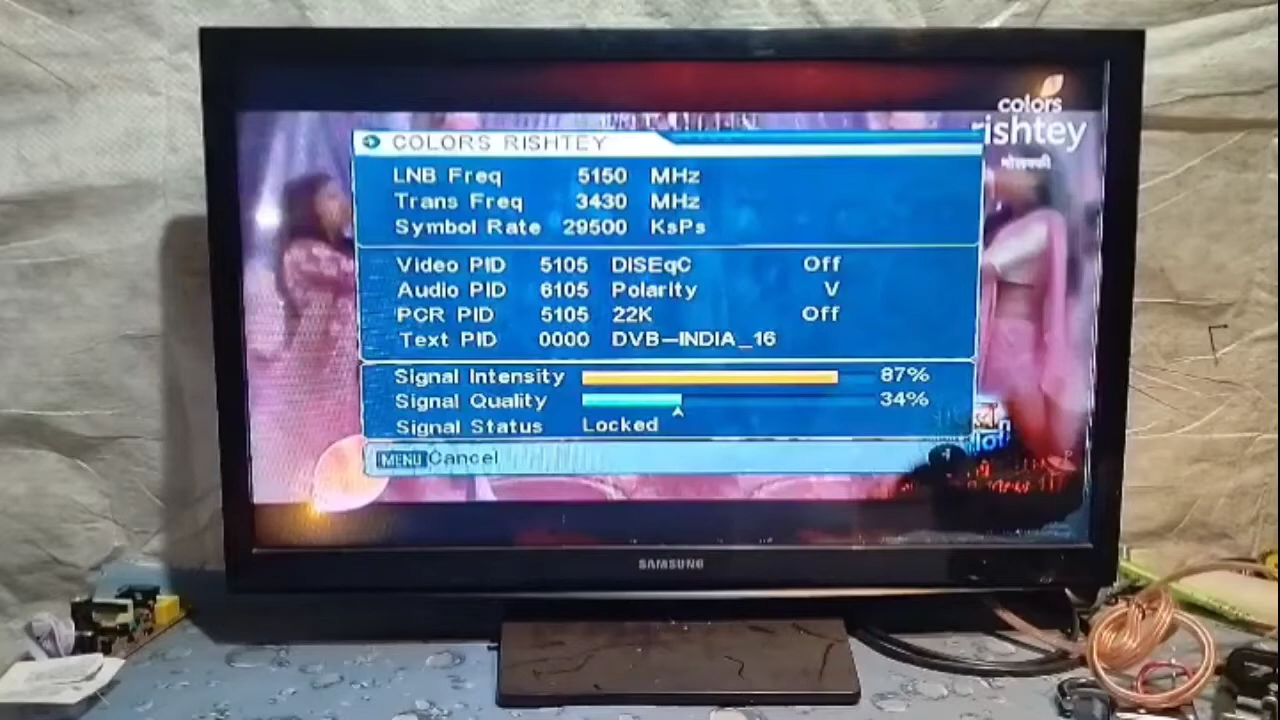 colors
rishtey
मोलक्की
COLORS RISHTEY
LNB Freq 5150 MHz
Trans Freq 3430 MHz
Symbol Rate 29500 KsPs
Video PID 5105 DISEqC Off
Audio PID 6105 Polarity V
PCR PID 5105 22K Off
Text PID 0000 DVB-INDIA_16
Signal Intensity 87%
Signal Quality 34%
Signal Status Locked
MENU Cancel
SAMSUNG